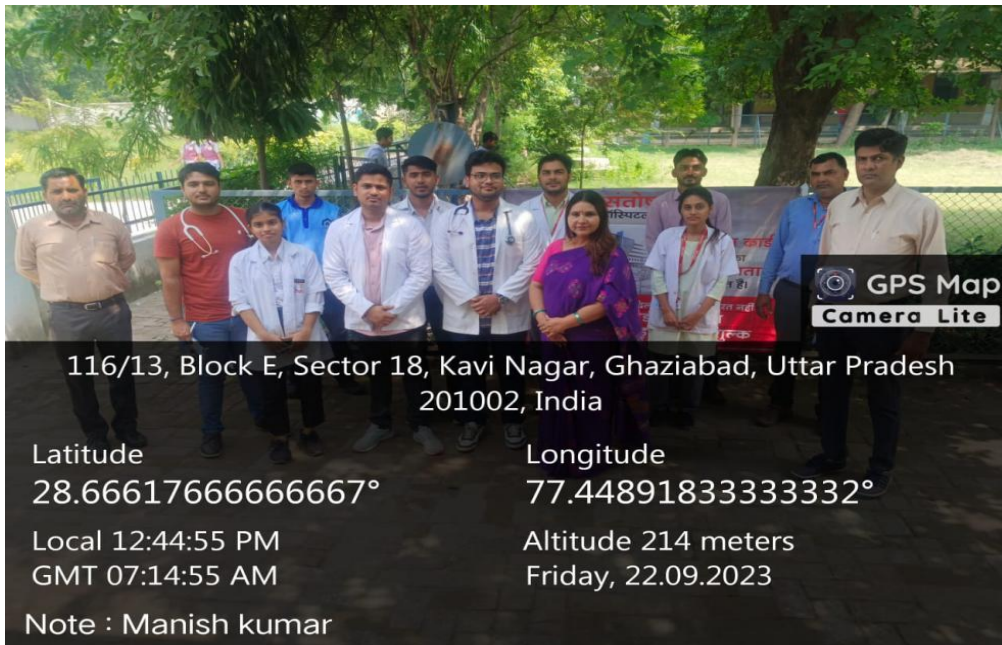 संतोष
हॉस्पिटल
कार्ड
का
है।
नहीं
GPS Map
Camera Lite
116/13, Block E, Sector 18, Kavi Nagar, Ghaziabad, Uttar Pradesh
201002, India
Latitude
28.66617666666667°
Longitude
77.44891833333332°
Local 12:44:55 PM
GMT 07:14:55 AM
Altitude 214 meters
Friday, 22.09.2023
Note : Manish kumar